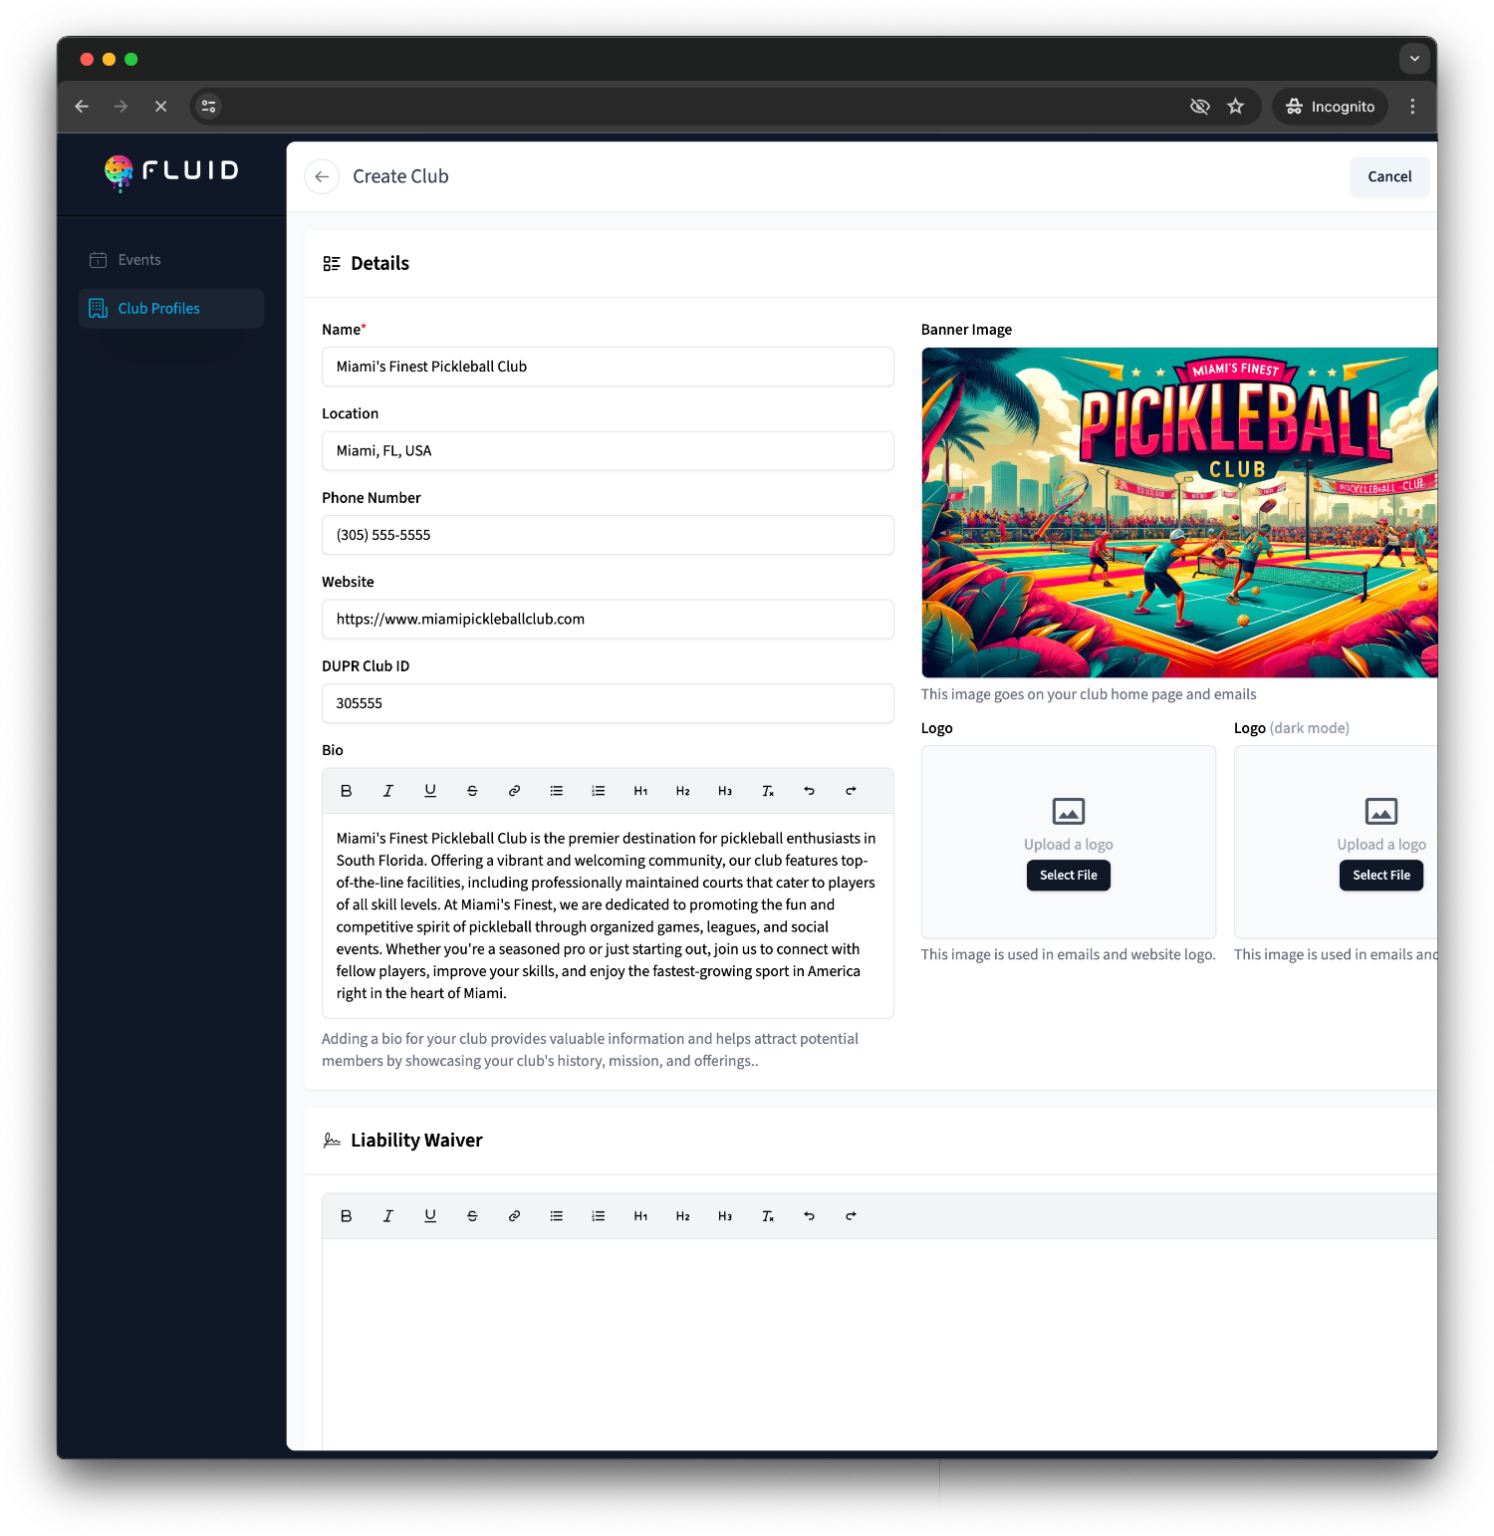 Incognito
FLUID
Create Club
Cancel
Events
Club Profiles
Details
Name*
Miami's Finest Pickleball Club
Location
Miami, FL, USA
Phone Number
(305) 555-5555
Website
https://www.miamipickleballclub.com
DUPR Club ID
305555
Bio
B I U S H1 H2 H3 Tx
Miami's Finest Pickleball Club is the premier destination for pickleball enthusiasts in
South Florida. Offering a vibrant and welcoming community, our club features top-
of-the-line facilities, including professionally maintained courts that cater to players
of all skill levels. At Miami's Finest, we are dedicated to promoting the fun and
competitive spirit of pickleball through organized games, leagues, and social
events. Whether you're a seasoned pro or just starting out, join us to connect with
fellow players, improve your skills, and enjoy the fastest-growing sport in America
right in the heart of Miami.
Adding a bio for your club provides valuable information and helps attract potential
members by showcasing your club's history, mission, and offerings..
Banner Image
MIAMI'S FINEST
PICIKLEBALL
CLUB
This image goes on your club home page and emails
Logo
Upload a logo
Select File
This image is used in emails and website logo.
Logo (dark mode)
Upload a logo
Select File
This image is used in emails and
Liability Waiver
B I U S H1 H2 H3 Tx